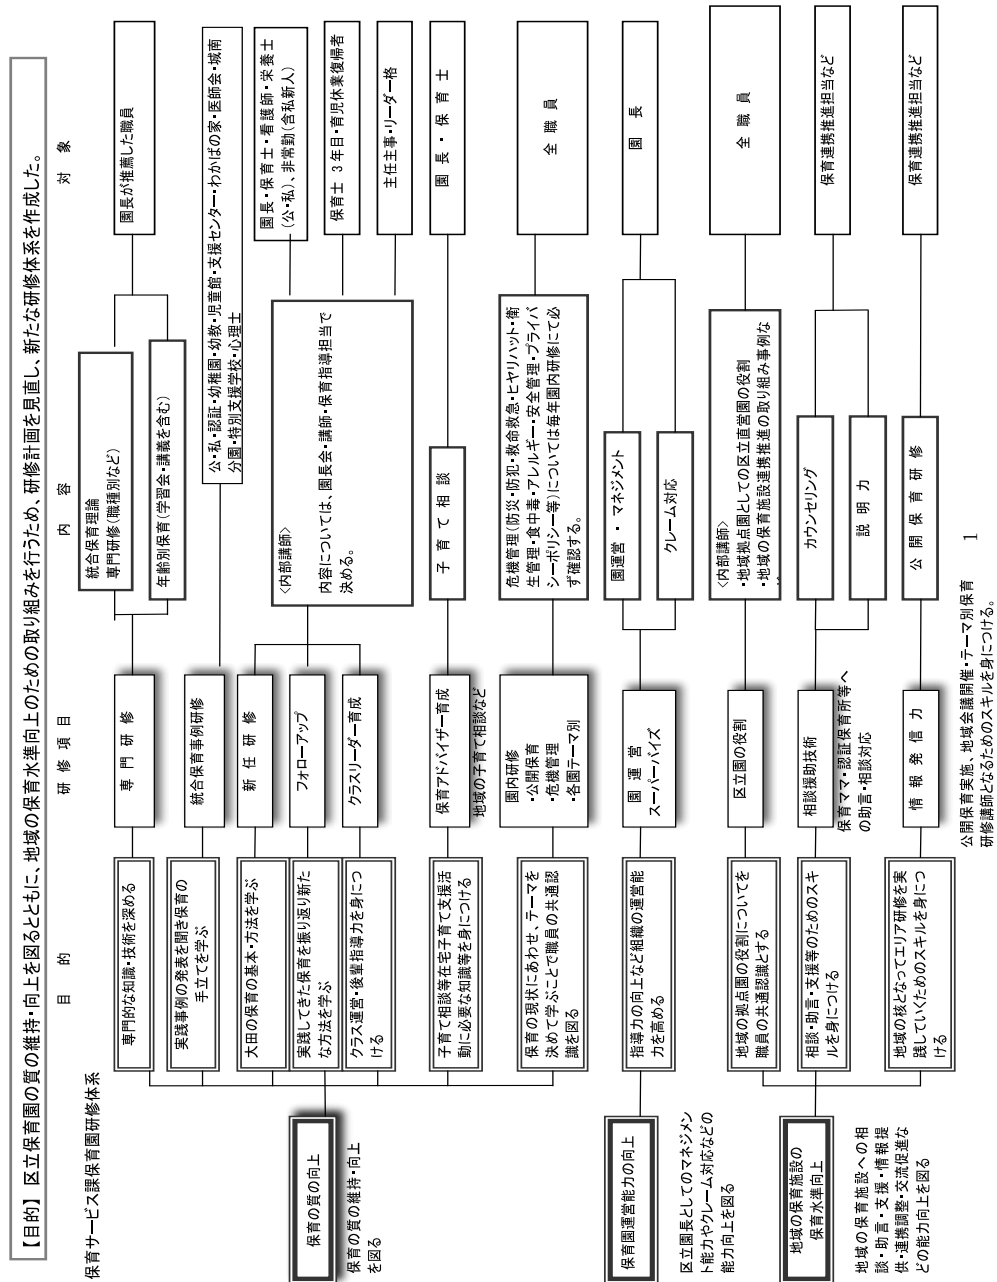 【目的】 区立保育園の質の維持・向上を図るとともに、地域の保育水準向上のための取り組みを行うため、研修計画を見直し、新たな研修体系を作成した。
保育サービス課保育園研修体系
目 的
研 修 項 目
内 容
対 象
保育の質の向上
保育の質の維持・向上
を図る
専門的な知識・技術を深める
専 門 研 修
統合保育理論
専門研修(職種別など)
年齢別保育(学習会・講義を含む)
園長が推薦した職員
実践事例の発表を聞き保育の
手立てを学ぶ
統合保育事例研修
公・私・認証・幼稚園・幼教・児童館・支援センター・わかばの家・医師会・城南
分園・特別支援学校・心理士
大田の保育の基本・方法を学ぶ
新 任 研 修
実践してきた保育を振り返り新た
な方法を学ぶ
フォローアップ
クラス運営・後輩指導力を身につ
ける
クラスリーダー育成
<内部講師>
内容については、園長会・講師・保育指導担当で
決める。
園長・保育士・看護師・栄養士
(公・私)、非常勤(含私新人)
保育士 3年目・育児休業復帰者
主任主事・リーダー格
子育て相談等在宅子育て支援活
動に必要な知識等を身につける
保育アドバイザー育成
地域の子育て相談など
子 育 て 相 談
園 長 ・ 保 育 士
保育の現状にあわせ、テーマを
決めて学ぶことで職員の共通認
識を図る
園内研修
・公開保育
・危機管理
・各園テーマ別
危機管理(防災・防犯・救命救急・ヒヤリハット・衛
生管理・食中毒・アレルギー・安全管理・プライバ
シーポリシー等)については毎年園内研修にて必
ず確認する。
全 職 員
保育園運営能力の向上
区立園長としてのマネジメン
ト能力やクレーム対応などの
能力向上を図る
指導力の向上など組織の運営能
力を高める
園 運 営
スーパーバイズ
園運営 ・ マネジメント
クレーム対応
園 長
地域の保育施設の
保育水準向上
地域の保育施設への相
談・助言・支援・情報提
供・連携調整・交流促進な
どの能力向上を図る
地域の拠点園の役割についてを
職員の共通認識とする
区立園の役割
<内部講師>
・地域拠点園としての区立直営園の役割
・地域の保育施設連携推進の取り組み事例な
全 職 員
相談・助言・支援等のためのスキ
ルを身につける
相談援助技術
保育ママ・認証保育所等へ
の助言・相談対応
カウンセリング
説 明 力
保育連携推進担当など
地域の核となってエリア研修を実
践していくためのスキルを身につ
ける
情 報 発 信 力
公開保育実施、地域会議開催・テーマ別保育
研修講師となるためのスキルを身につける。
公 開 保 育 研 修
保育連携推進担当など
1